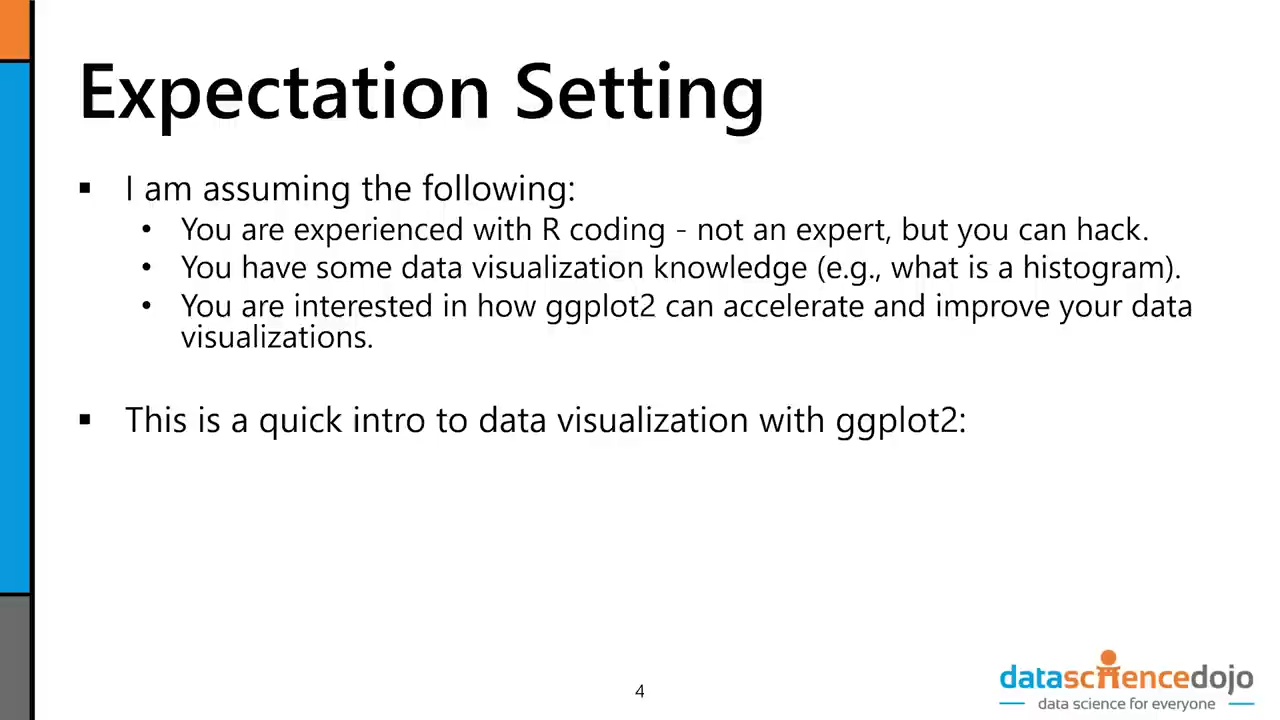 Expectation Setting
▪ I am assuming the following:
• You are experienced with R coding - not an expert, but you can hack.
• You have some data visualization knowledge (e.g., what is a histogram).
• You are interested in how ggplot2 can accelerate and improve your data
visualizations.
▪ This is a quick intro to data visualization with ggplot2:
4
datasciencedojo
data science for everyone